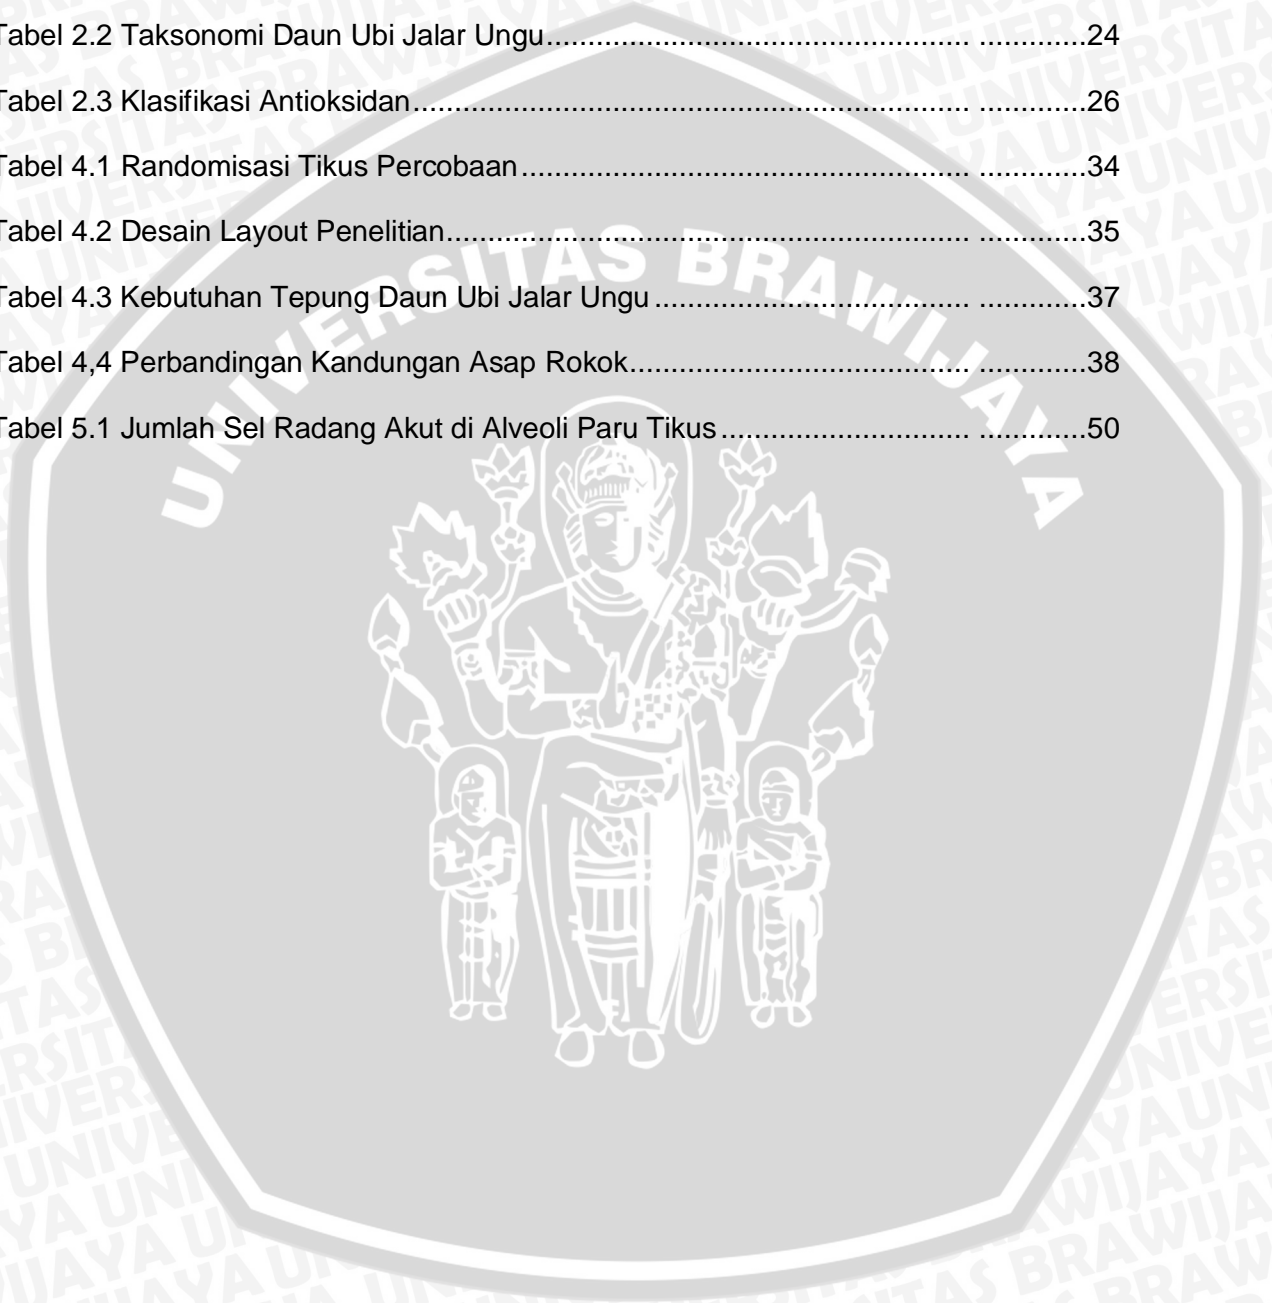 Tabel 2.2 Taksonomi Daun Ubi Jalar Ungu.................................................... .............24
Tabel 2.3 Klasifikasi Antioksidan.................................................................... .............26
Tabel 4.1 Randomisasi Tikus Percobaan....................................................... .............34
Tabel 4.2 Desain Layout Penelitian................................................................ .............35
Tabel 4.3 Kebutuhan Tepung Daun Ubi Jalar Ungu....................................... .............37
Tabel 4,4 Perbandingan Kandungan Asap Rokok.......................................... .............38
Tabel 5.1 Jumlah Sel Radang Akut di Alveoli Paru Tikus............................... .............50
UNIVERSITAS BRAWIJAYA